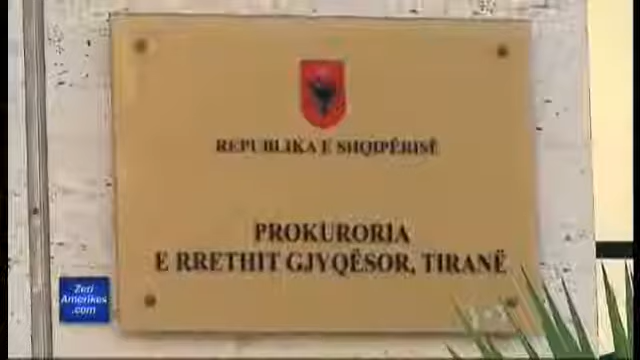 REPUBLIKA E SHQIPËRISË
PROKURORIA
E RRETHIT GJYQËSOR, TIRANË
Zeri
Amerikes
.com